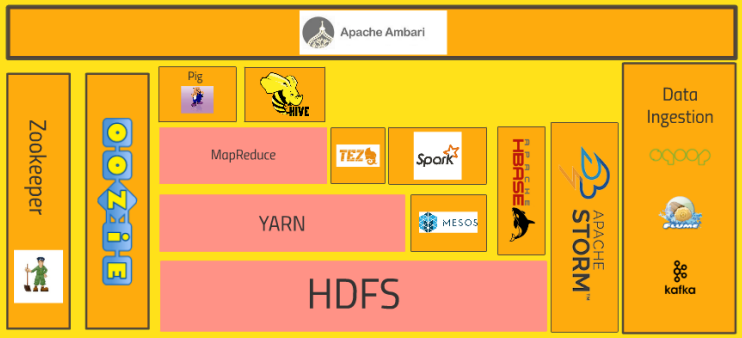 Apache Ambari
Zookeeper
OOZIE
Pig
HIVE
MapReduce
TEZ
Spark
YARN
MESOS
HDFS
APACHE
HBASE
APACHE
STORM™
Data
Ingestion
sqoop
FLUME
kafka